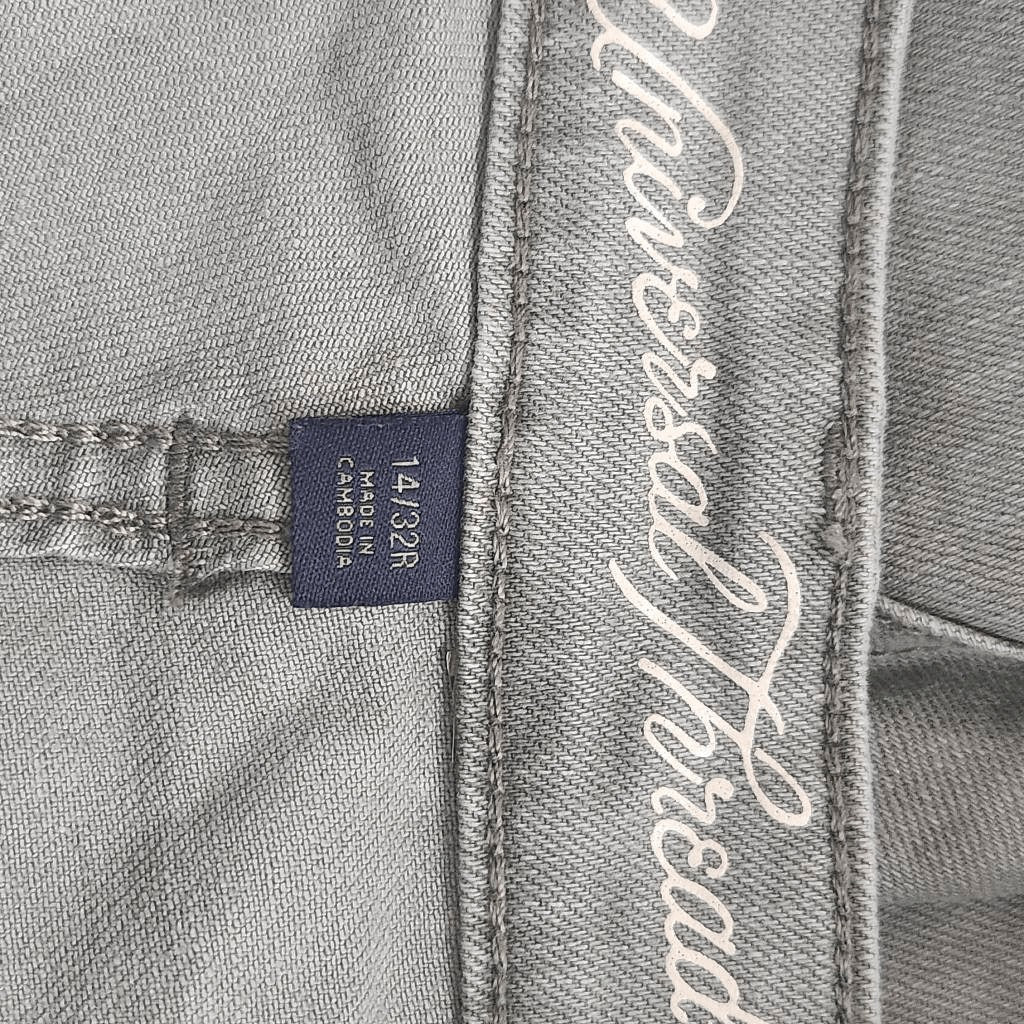 Universal Thread
14/32R
MADE IN
CAMBODIA